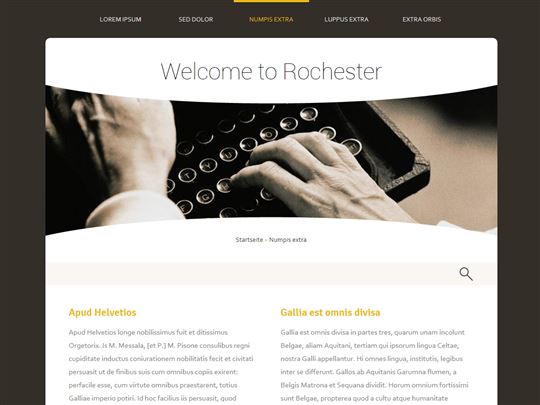 LOREM IPSUM SED DOLOR NUMPIS EXTRA LUPPUS EXTRA EXTRA ORBIS
Welcome to Rochester
Startseite - Numpis extra
Apud Helvetios
Apud Helvetios longe nobilissimus fuit et ditissimus
Orgetorix. Is M. Messala, [et P.] M. Pisone consulibus regni
cupiditate inductus coniurationem nobilitatis fecit et civitati
persuasit ut de finibus suis cum omnibus copiis exirent:
perfacile esse, cum virtute omnibus praestarent, totius
Galliae imperio potiri. Id hoc facilius iis persuasit, quod
Gallia est omnis divisa
Gallia est omnis divisa in partes tres, quarum unam incolunt
Belgae, aliam Aquitani, tertiam qui ipsorum lingua Celtae,
nostra Galli appellantur. Hi omnes lingua, institutis, legibus
inter se differunt. Gallos ab Aquitanis Garumna flumen, a
Belgis Matrona et Sequana dividit. Horum omnium fortissimi
sunt Belgae, propterea quod a cultu atque humanitate